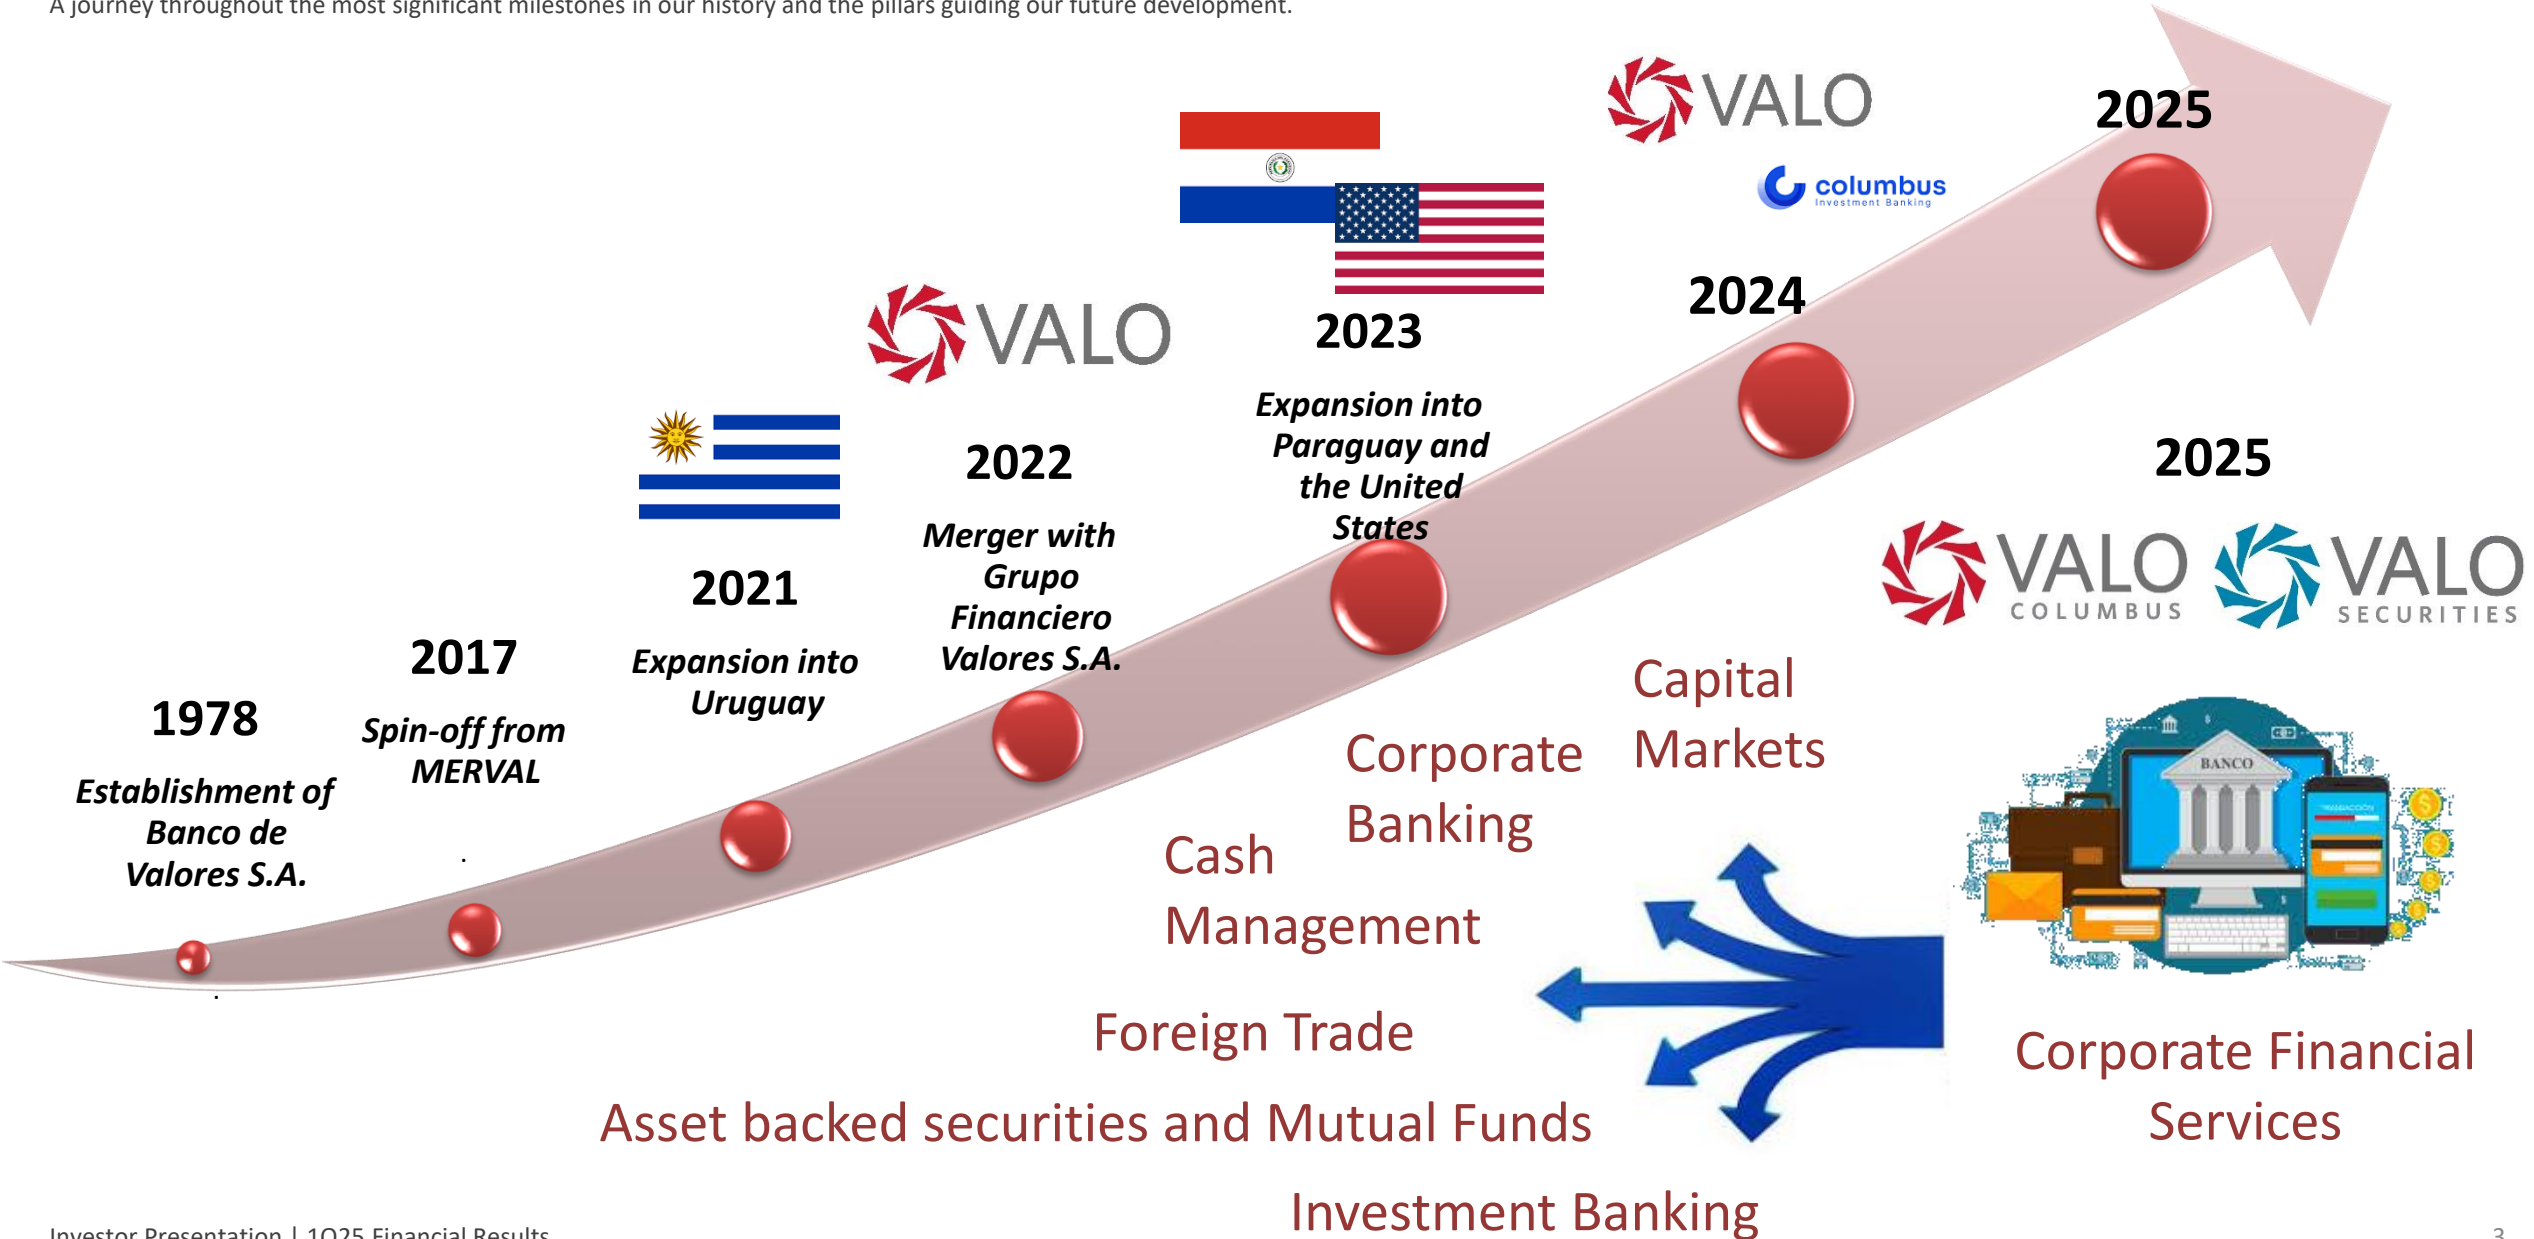 A journey throughout the most significant milestones in our history and the pillars guiding our future development.
1978
Establishment of
Banco de
Valores S.A.
2017
Spin-off from
MERVAL
.
.
2021
Expansion into
Uruguay
VALO
2022
Merger with
Grupo
Financiero
Valores S.A.
2023
Expansion into
Paraguay and
the United
States
VALO
columbus
Investment Banking
2024
2025
2025
VALO
COLUMBUS
VALO
SECURITIES
Capital
Markets
Corporate
Banking
Cash
Management
Foreign Trade
Asset backed securities and Mutual Funds
Investment Banking
BANCO
Corporate Financial
Services
Investor Presentation | 1Q25 Financial Results
3